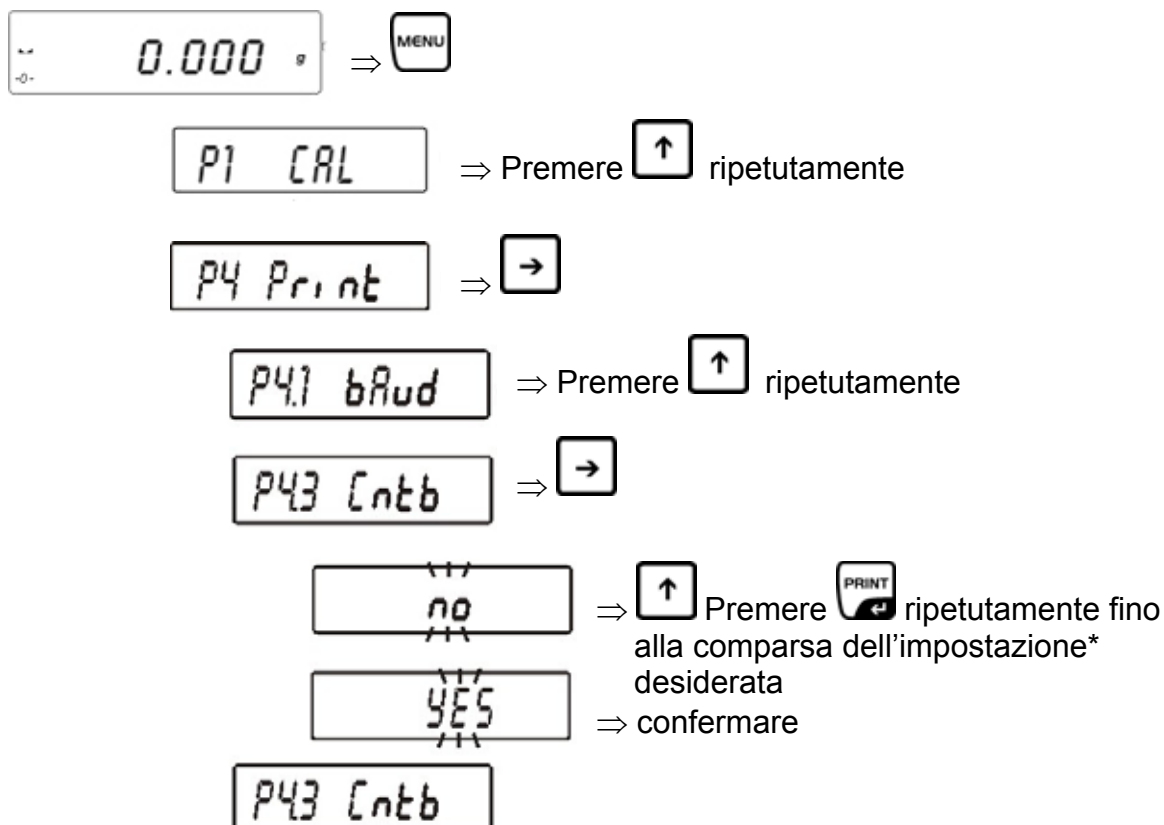 0.000 g ⇒ MENU
-0-
P1 CAL ⇒ Premere ↑ ripetutamente
P4 Print ⇒ →
P4.1 bAud ⇒ Premere ↑ ripetutamente
P4.3 Cntb ⇒ →
no ⇒ ↑ Premere PRINT ripetutamente fino
alla comparsa dell'impostazione*
desiderata
YES ⇒ confermare
P4.3 Cntb